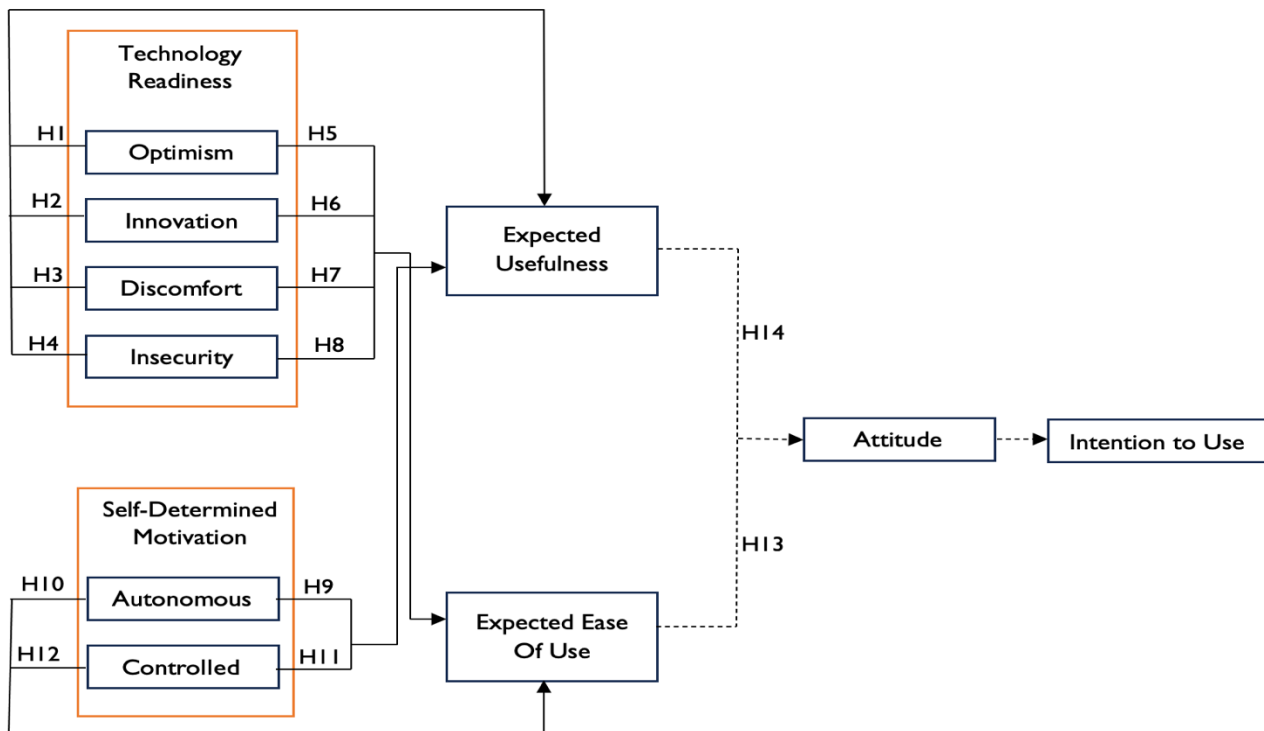 Technology
Readiness
H1
Optimism
H5
H2
Innovation
H6
H3
Discomfort
H7
H4
Insecurity
H8
Expected
Usefulness
H14
Attitude
Intention to Use
H13
Self-Determined
Motivation
H10
Autonomous
H9
H12
Controlled
H11
Expected Ease
Of Use